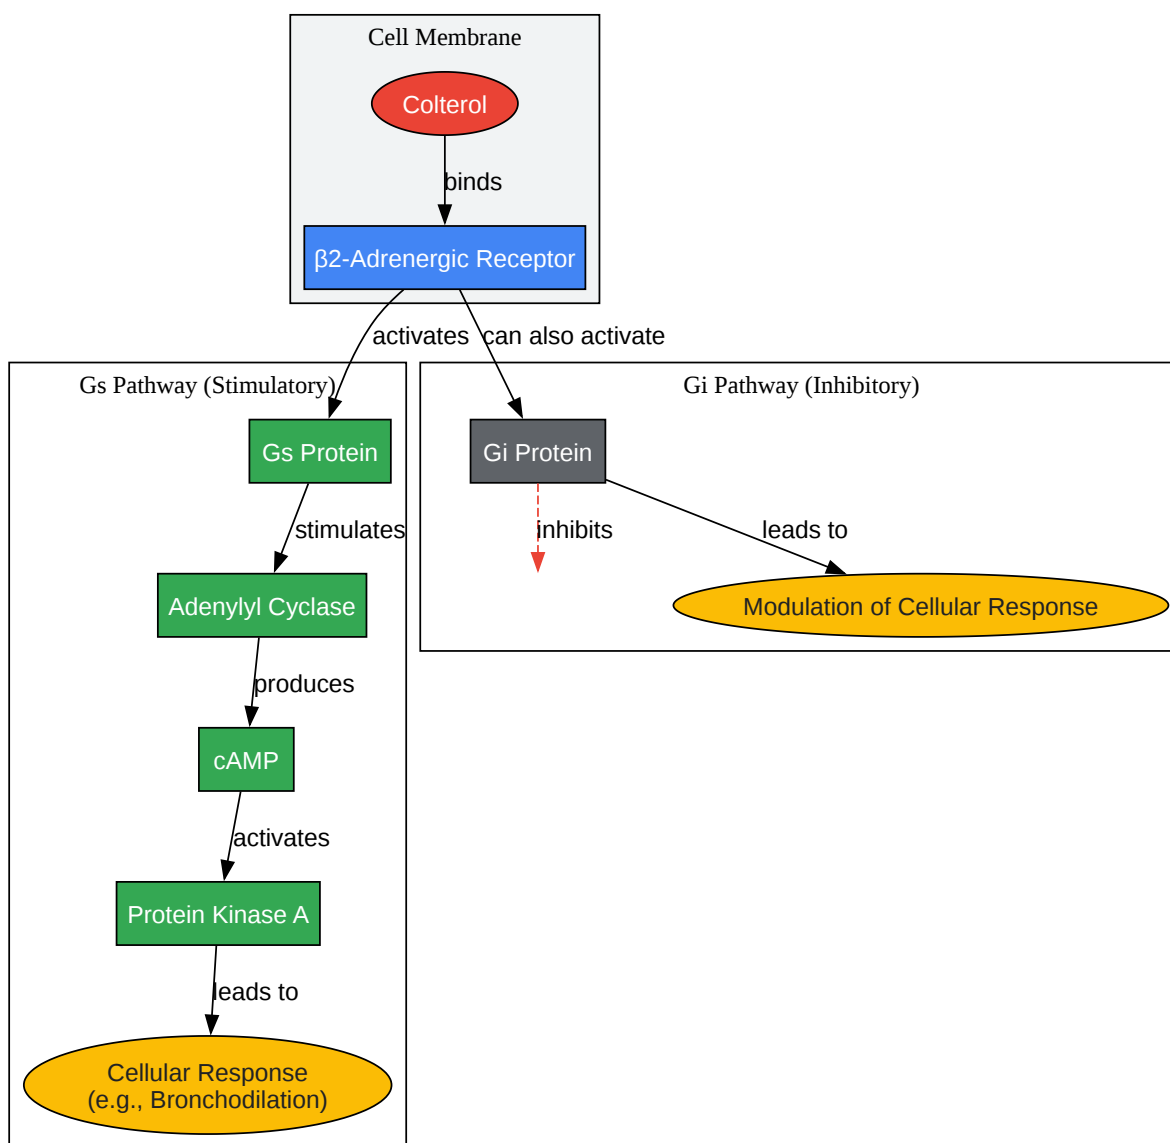 Cell Membrane
Colterol
binds
β2-Adrenergic Receptor
activates
can also activate
Gs Pathway (Stimulatory)
Gs Protein
stimulates
Adenylyl Cyclase
produces
cAMP
activates
Protein Kinase A
leads to
Cellular Response
(e.g., Bronchodilation)
Gi Pathway (Inhibitory)
Gi Protein
inhibits
leads to
Modulation of Cellular Response